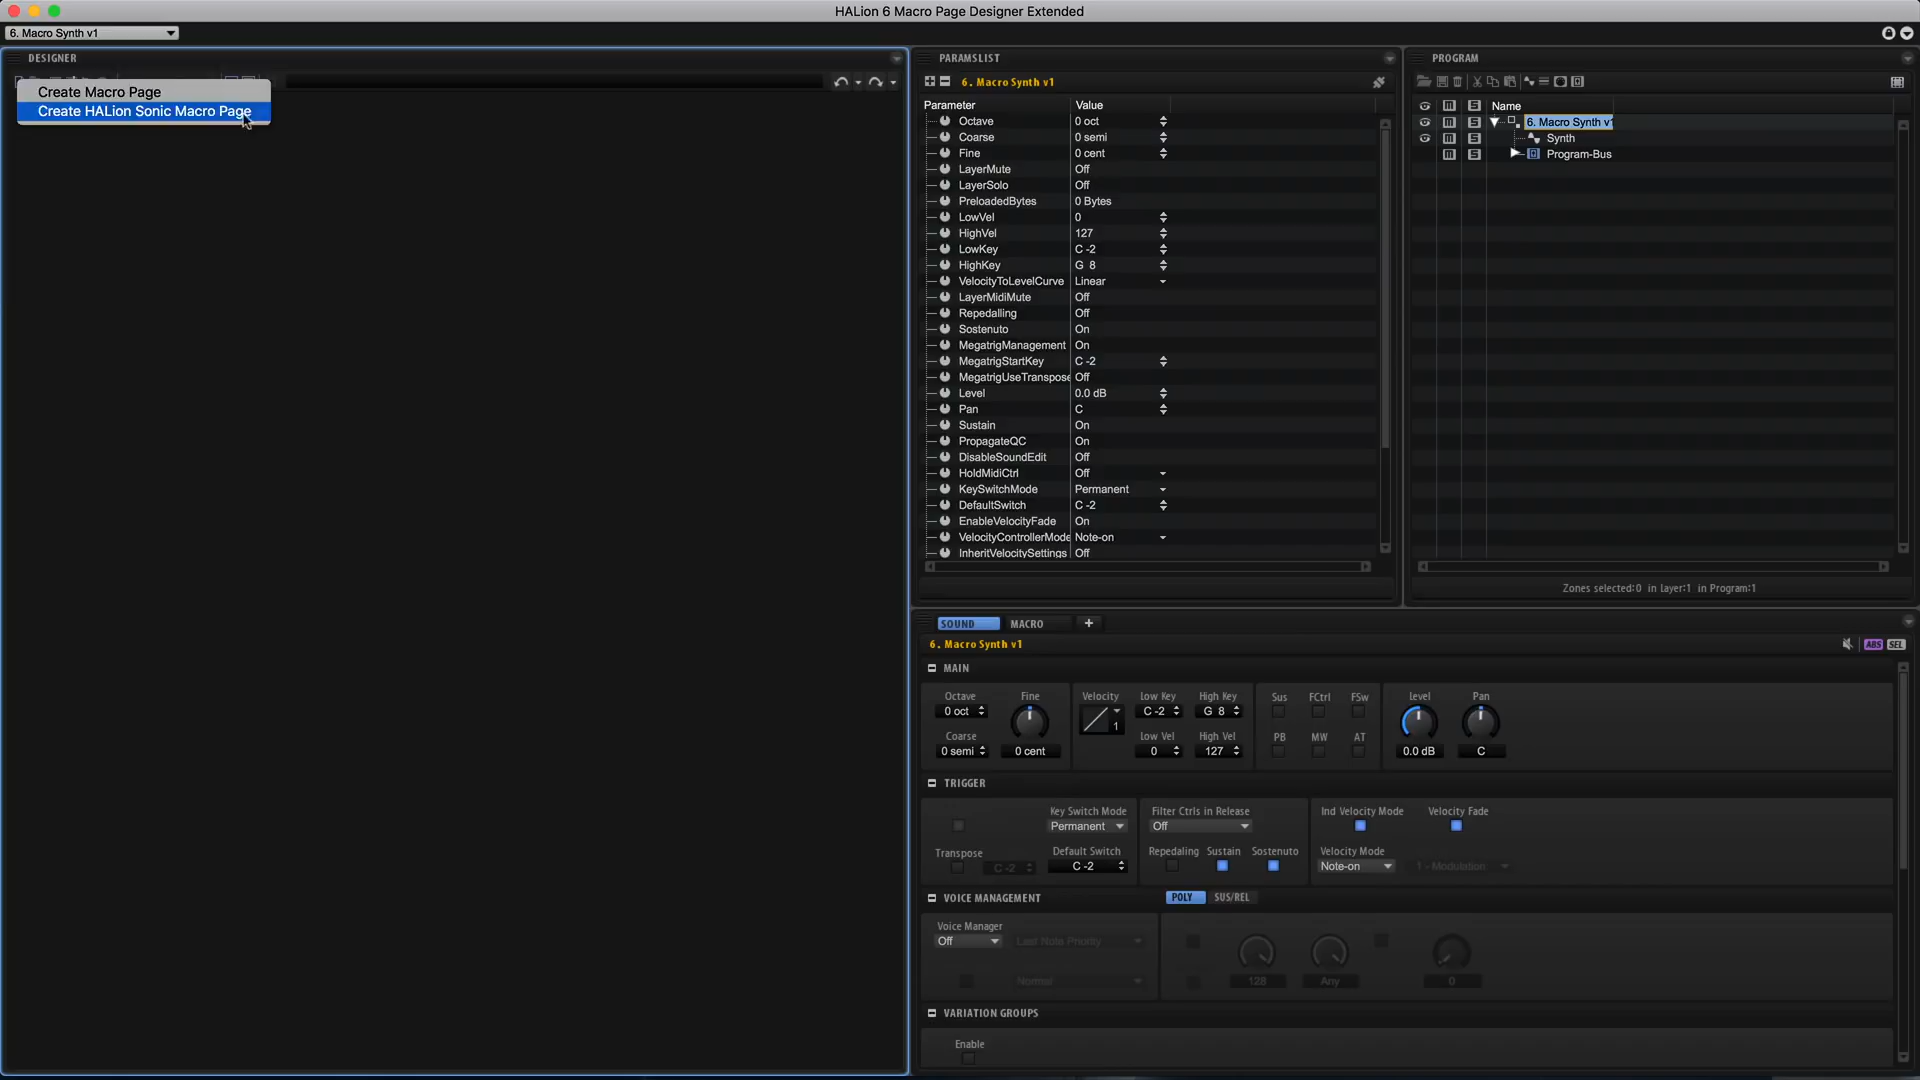 HALion 6 Macro Page Designer Extended
6. Macro Synth v1
DESIGNER
Create Macro Page
Create HALion Sonic Macro Page
PARAMSLIST
6. Macro Synth v1
Parameter Value
Octave 0 oct
Coarse 0 semi
Fine 0 cent
LayerMute Off
LayerSolo Off
PreloadedBytes 0 Bytes
LowVel 0
HighVel 127
LowKey C -2
HighKey G 8
VelocityToLevelCurve Linear
LayerMidiMute Off
Repedalling Off
Sostenuto On
MegatrigManagement On
MegatrigStartKey C -2
MegatrigUseTranspose Off
Level 0.0 dB
Pan C
Sustain On
PropagateQC On
DisableSoundEdit Off
HoldMidiCtrl Off
KeySwitchMode Permanent
DefaultSwitch C -2
EnableVelocityFade On
VelocityControllerMode Note-on
InheritVelocitySettings Off
PROGRAM
M S Name
M S 6. Macro Synth v1
M S Synth
M S Program-Bus
Zones selected:0 in Layer:1 in Program:1
SOUND MACRO +
6. Macro Synth v1 ABS SEL
MAIN
Octave Fine Velocity Low Key High Key Sus FCtrl FSw Level Pan
0 oct 1 C -2 G 8
Coarse Low Vel High Vel PB MW AT
0 semi 0 cent 0 127 0.0 dB C
TRIGGER
Key Switch Mode Filter Ctrls in Release Ind Velocity Mode Velocity Fade
Permanent Off
Transpose Default Switch Repedaling Sustain Sostenuto Velocity Mode
C -2 C -2 Note-on 1 - Modulation
VOICE MANAGEMENT POLY SUS/REL
Voice Manager
Off Last Note Priority
Normal 128 Any 0
VARIATION GROUPS
Enable